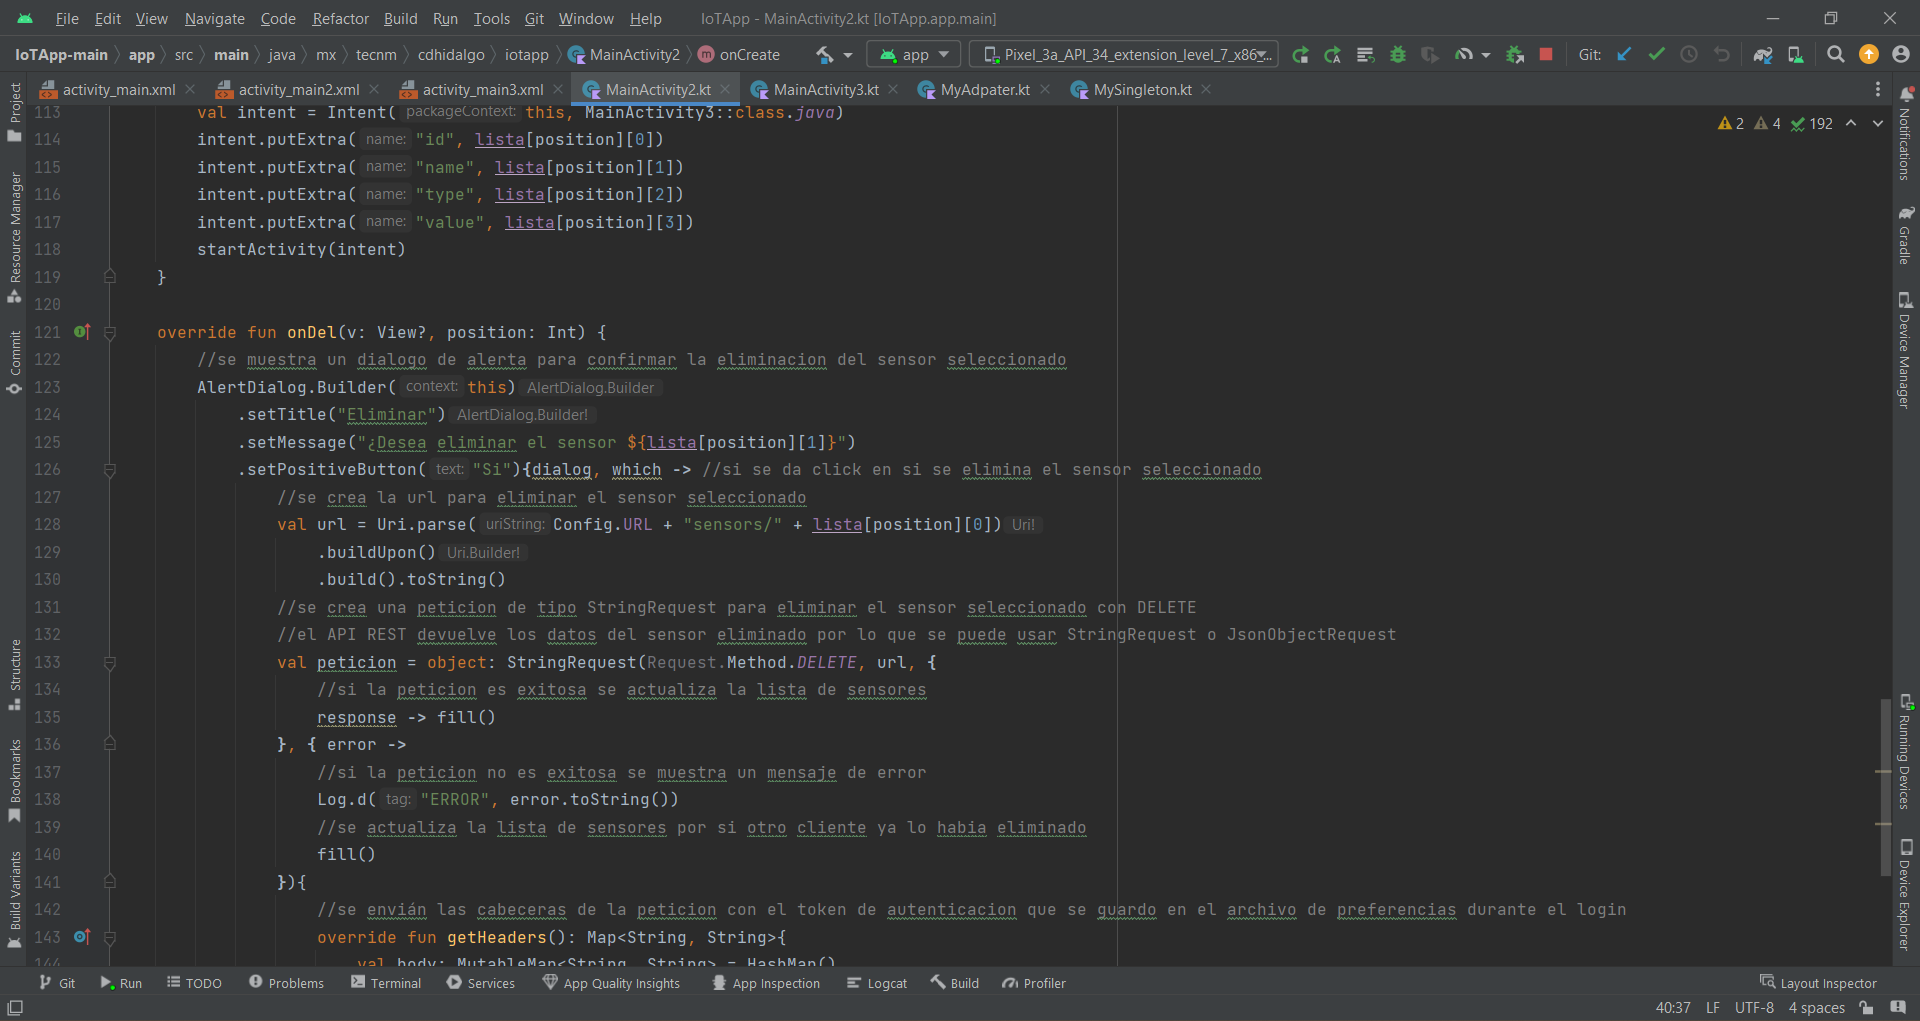 File Edit View Navigate Code Refactor Build Run Tools Git Window Help IoTApp - MainActivity2.kt [IoTApp.app.main]
IoTApp-main app src main java mx tecnm cdhidalgo iotapp MainActivity2 onCreate app Pixel_3a_API_34_extension_level_7_x86... Git:
activity_main.xml activity_main2.xml activity_main3.xml MainActivity2.kt MainActivity3.kt MyAdpater.kt MySingleton.kt
2 4 192
113 val intent = Intent( packageContext: this, MainActivity3::class.java)
114 intent.putExtra( name: "id", lista[position][0])
115 intent.putExtra( name: "name", lista[position][1])
116 intent.putExtra( name: "type", lista[position][2])
117 intent.putExtra( name: "value", lista[position][3])
118 startActivity(intent)
119 }
120
121 override fun onDel(v: View?, position: Int) {
122 //se muestra un dialogo de alerta para confirmar la eliminacion del sensor seleccionado
123 AlertDialog.Builder( context: this) AlertDialog.Builder
124 .setTitle("Eliminar") AlertDialog.Builder!
125 .setMessage("¿Desea eliminar el sensor ${lista[position][1]}")
126 .setPositiveButton( text: "Si"){dialog, which -> //si se da click en si se elimina el sensor seleccionado
127 //se crea la url para eliminar el sensor seleccionado
128 val url = Uri.parse( uriString: Config.URL + "sensors/" + lista[position][0]) Uri!
129 .buildUpon() Uri.Builder!
130 .build().toString()
131 //se crea una peticion de tipo StringRequest para eliminar el sensor seleccionado con DELETE
132 //el API REST devuelve los datos del sensor eliminado por lo que se puede usar StringRequest o JsonObjectRequest
133 val peticion = object: StringRequest(Request.Method.DELETE, url, {
134 //si la peticion es exitosa se actualiza la lista de sensores
135 response -> fill()
136 }, { error ->
137 //si la peticion no es exitosa se muestra un mensaje de error
138 Log.d( tag: "ERROR", error.toString())
139 //se actualiza la lista de sensores por si otro cliente ya lo habia eliminado
140 fill()
141 }){
142 //se envián las cabeceras de la peticion con el token de autenticacion que se guardo en el archivo de preferencias durante el login
143 override fun getHeaders(): Map<String, String>{
144 val body: MutableMap<String, String> = HashMap()
Project
Resource Manager
Commit
Structure
Bookmarks
Build Variants
Notifications
Gradle
Device Manager
Running Devices
Device Explorer
Git Run TODO Problems Terminal Services App Quality Insights App Inspection Logcat Build Profiler Layout Inspector
40:37 LF UTF-8 4 spaces